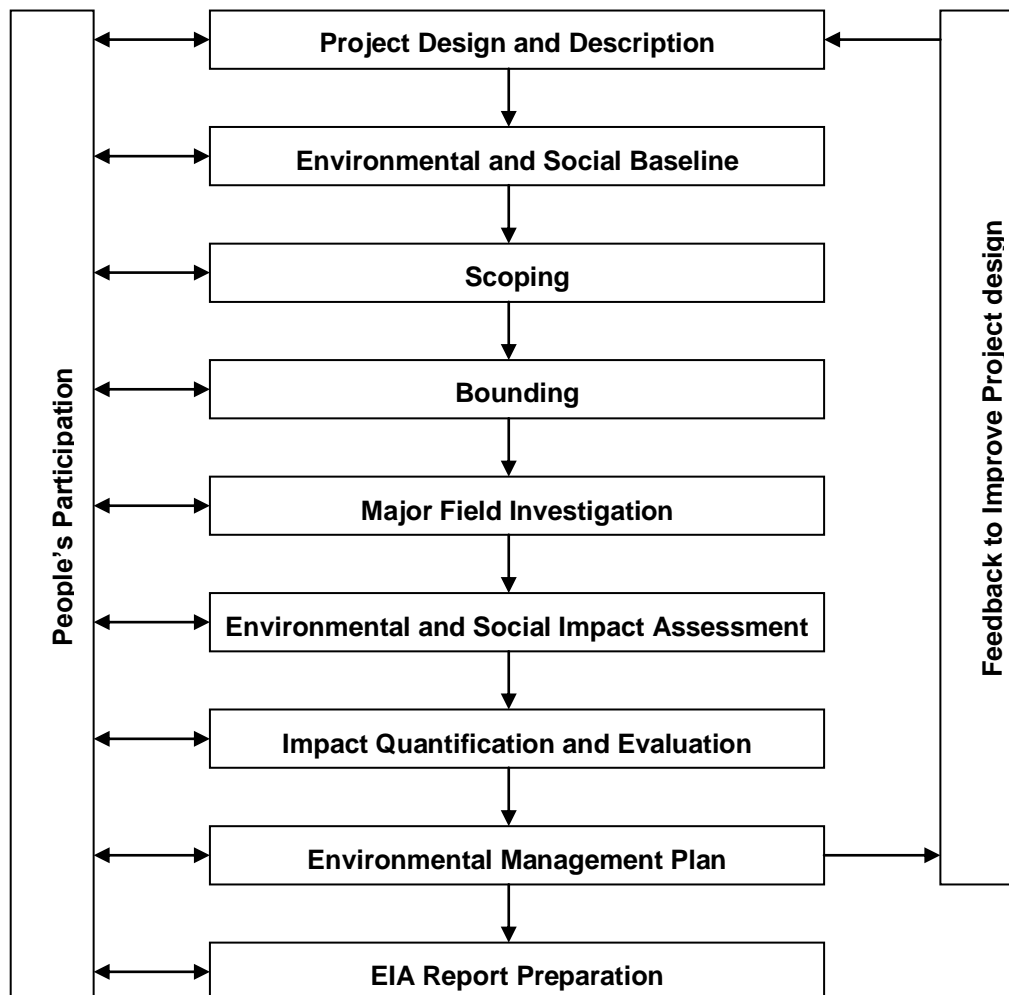 People’s Participation
Project Design and Description
Environmental and Social Baseline
Scoping
Bounding
Major Field Investigation
Environmental and Social Impact Assessment
Impact Quantification and Evaluation
Environmental Management Plan
EIA Report Preparation
Feedback to Improve Project design